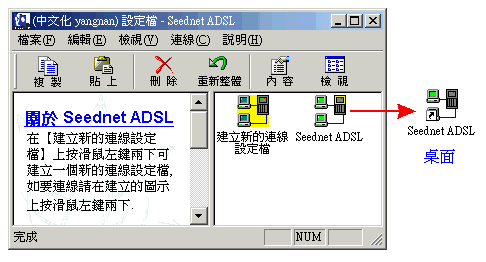 (中文化 yangnan) 設定檔 - Seednet ADSL
檔案(F) 編輯(E) 檢視(V) 連線(C) 說明(H)
複製 貼上 刪除 重新整體 內容 檢視
關於 Seednet ADSL
在【建立新的連線設定
檔】上按滑鼠左鍵兩下可
建立一個新的連線設定檔,
如要連線請在建立的圖示
上按滑鼠左鍵兩下.
建立新的連線
設定檔
Seednet ADSL
Seednet ADSL
桌面
完成 NUM